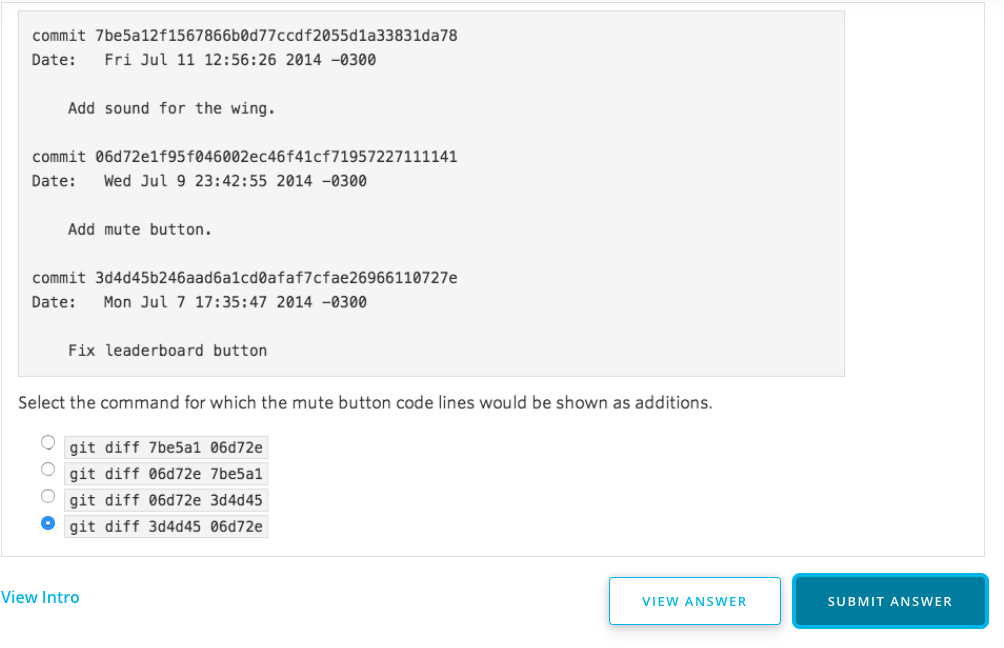 commit 7be5a12f1567866b0d77ccdf2055d1a33831da78
Date:   Fri Jul 11 12:56:26 2014 -0300
Add sound for the wing.
commit 06d72e1f95f046002ec46f41cf71957227111141
Date:   Wed Jul 9 23:42:55 2014 -0300
Add mute button.
commit 3d4d45b246aad6a1cd0afaf7cfae26966110727e
Date:   Mon Jul 7 17:35:47 2014 -0300
Fix leaderboard button
Select the command for which the mute button code lines would be shown as additions.
git diff 7be5a1 06d72e
git diff 06d72e 7be5a1
git diff 06d72e 3d4d45
git diff 3d4d45 06d72e
View Intro
VIEW ANSWER
SUBMIT ANSWER